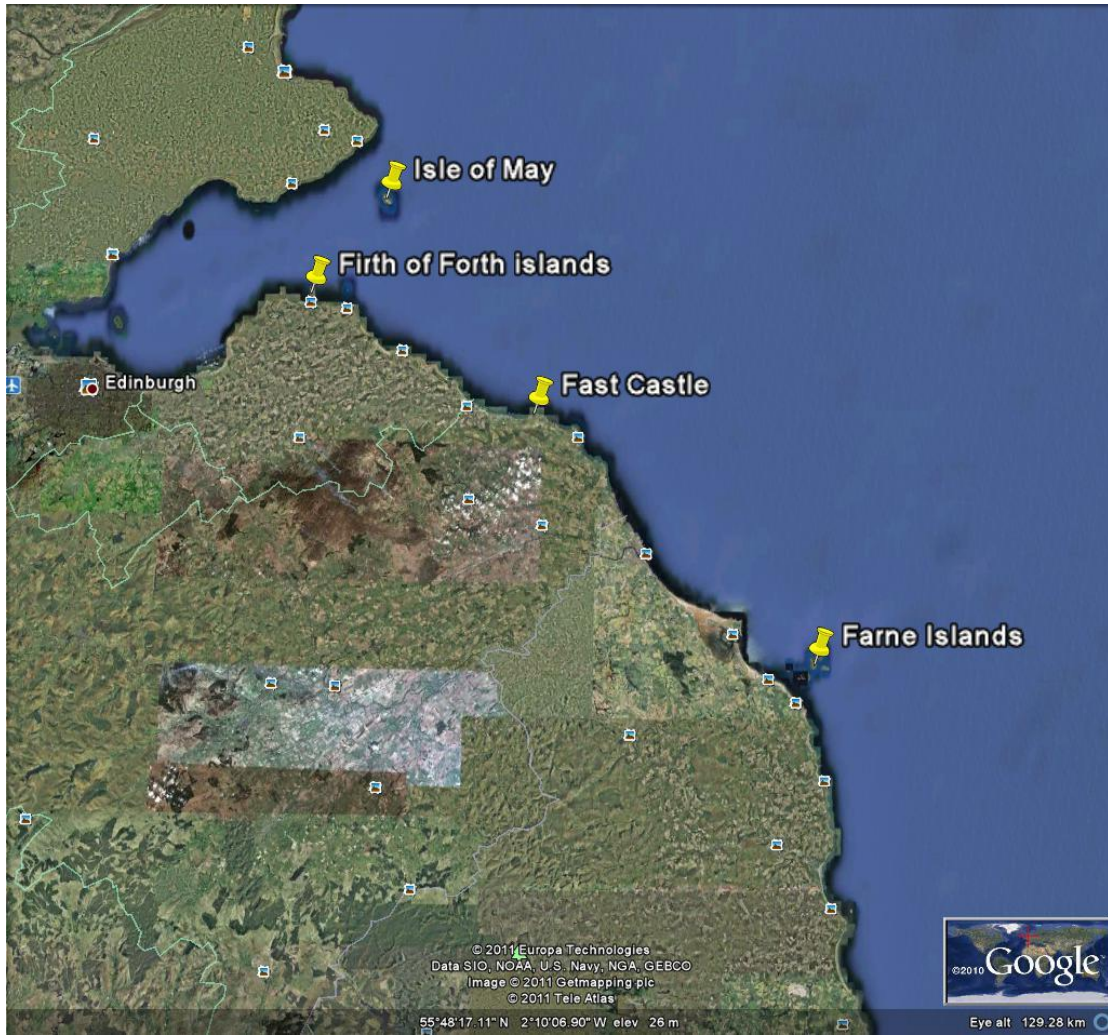 Isle of May
Firth of Forth islands
Edinburgh
Fast Castle
Farne Islands
© 2011 Europa Technologies
Data SIO, NOAA, U.S. Navy, NGA, GEBCO
Image © 2011 Getmapping plc
© 2011 Tele Atlas
©2010 Google
55°48'17.11" N 2°10'06.90" W elev 26 m
Eye alt 129.28 km